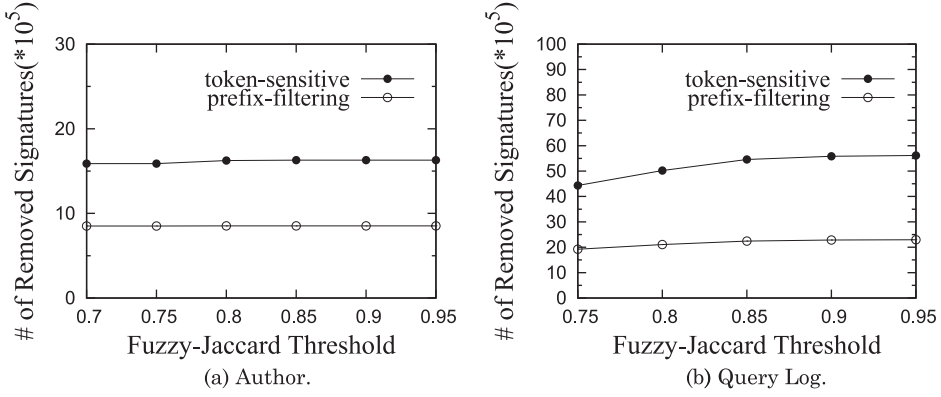 # of Removed Signatures(*10^5)
30
20
10
0
token-sensitive
prefix-filtering
0.7 0.75 0.8 0.85 0.9 0.95
Fuzzy-Jaccard Threshold
(a) Author.
# of Removed Signatures(*10^5)
100
90
80
70
60
50
40
30
20
10
0
token-sensitive
prefix-filtering
0.75 0.8 0.85 0.9 0.95
Fuzzy-Jaccard Threshold
(b) Query Log.